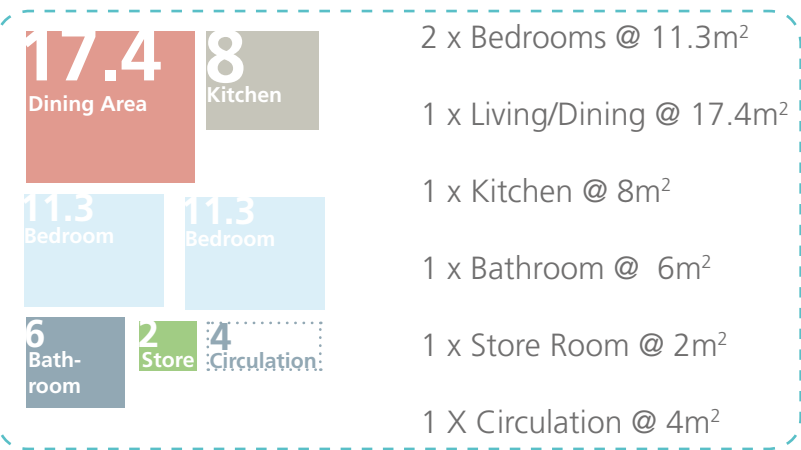 17.4
Dining Area
8
Kitchen
11.3
Bedroom
11.3
Bedroom
6
Bath-
room
2
Store
4
Circulation
2 x Bedrooms @ 11.3m²
1 x Living/Dining @ 17.4m²
1 x Kitchen @ 8m²
1 x Bathroom @  6m²
1 x Store Room @ 2m²
1 X Circulation @ 4m²